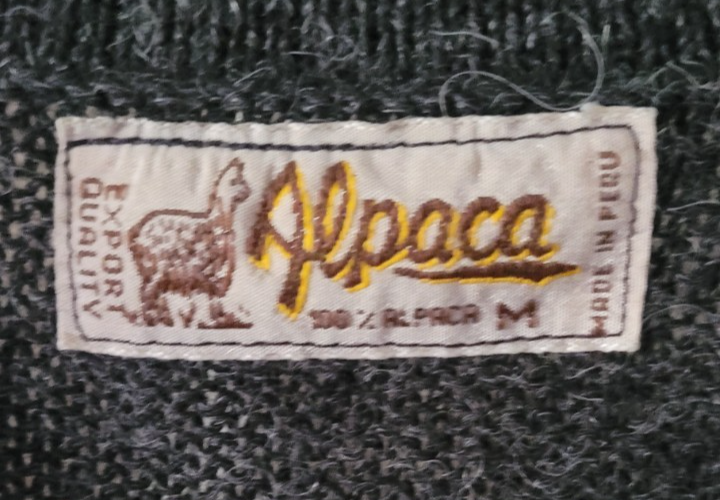 EXPORT
QUALITY
Alpaca
100% ALPACA M
MADE IN PERU